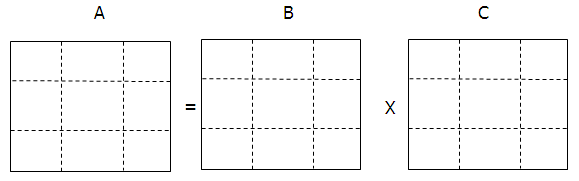 A B C
= X